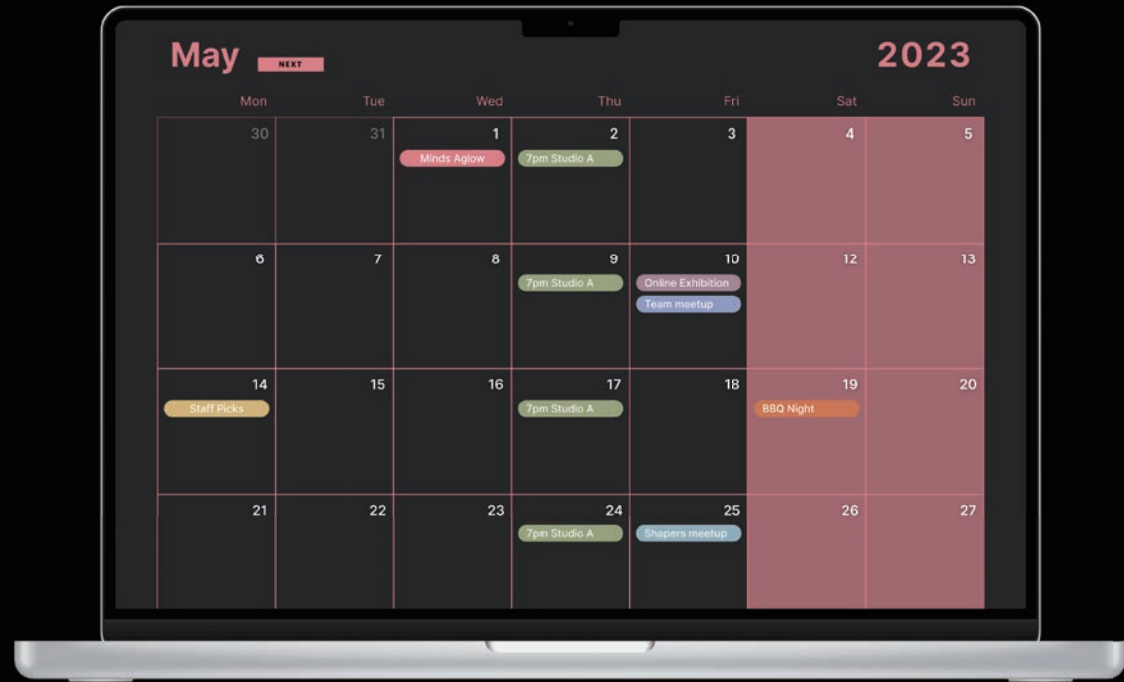 May NEXT 2023
Mon Tue Wed Thu Fri Sat Sun
30 31 1 2 3 4 5
Minds Aglow 7pm Studio A
6 7 8 9 10 12 13
7pm Studio A Online Exhibition
Team meetup
14 15 16 17 18 19 20
Staff Picks 7pm Studio A BBQ Night
21 22 23 24 25 26 27
7pm Studio A Shapers meetup